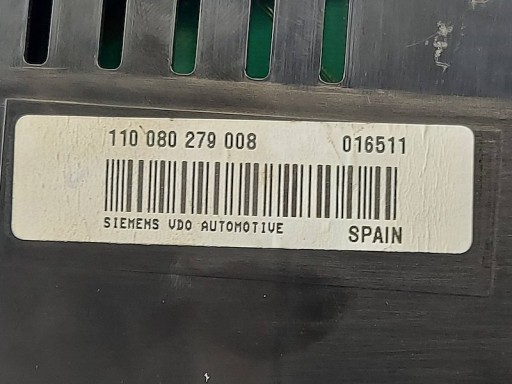 110 080 279 008 016511
SIEMENS VDO AUTOMOTIVE SPAIN